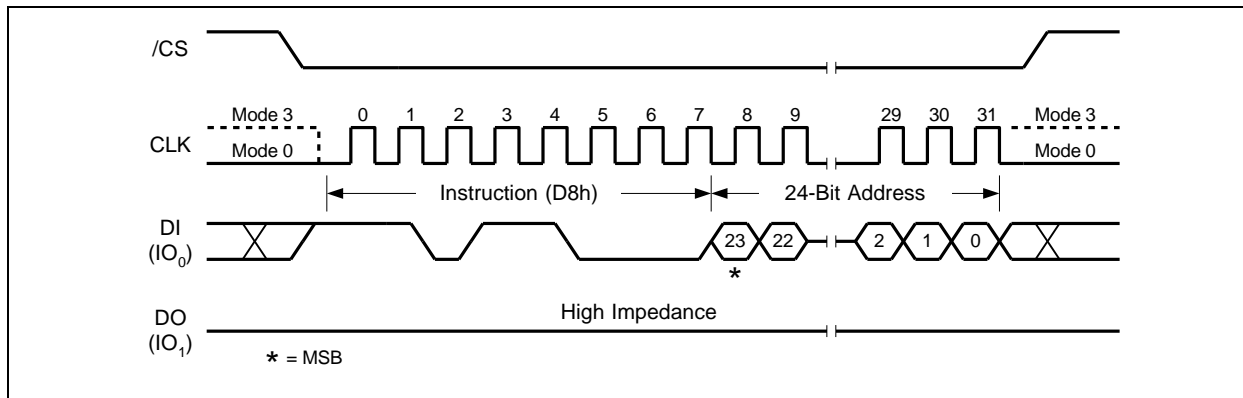 /CS
Mode 3 0 1 2 3 4 5 6 7 8 9 29 30 31 Mode 3
CLK
Mode 0 Mode 0
Instruction (D8h) 24-Bit Address
DI
(IO0)
23 22 2 1 0
*
High Impedance
DO
(IO1)
* = MSB